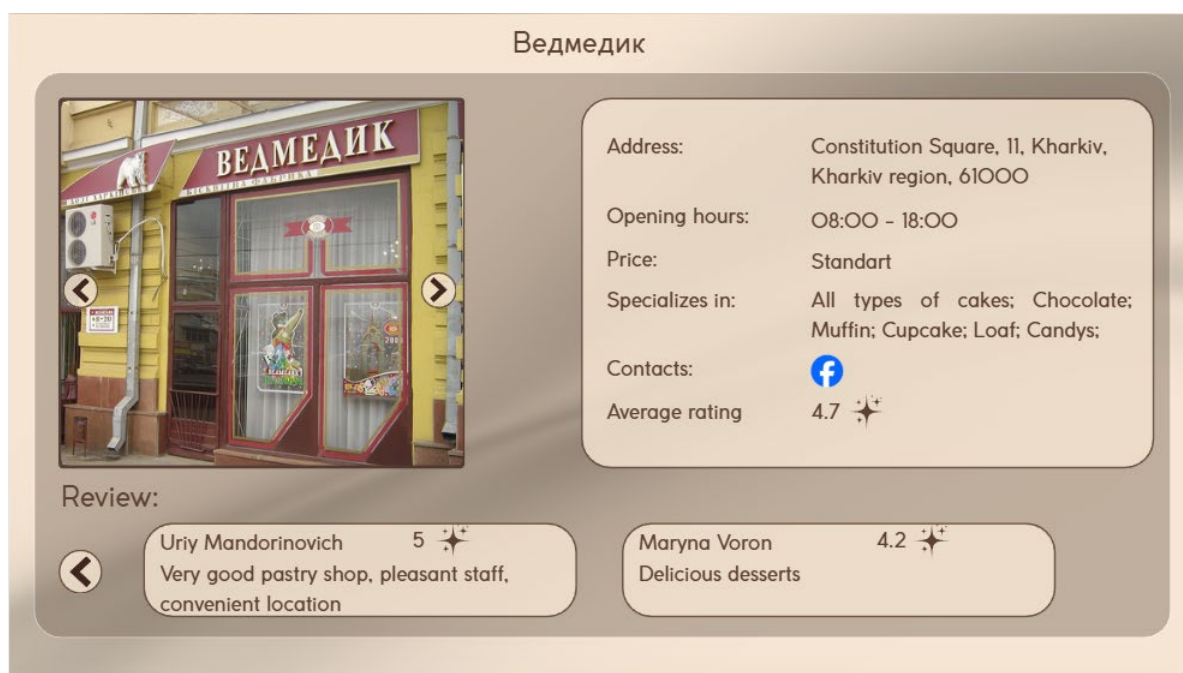 Ведмедик
ВЕДМЕДИК
БІСКВІТНА ФАБРИКА
Address:
Constitution Square, 11, Kharkiv,
Kharkiv region, 61000
Opening hours:
08:00 - 18:00
Price:
Standart
Specializes in:
All types of cakes; Chocolate;
Muffin; Cupcake; Loaf; Candys;
Contacts:
Average rating
4.7
Review:
Uriy Mandorinovich 5
Very good pastry shop, pleasant staff,
convenient location
Maryna Voron 4.2
Delicious desserts